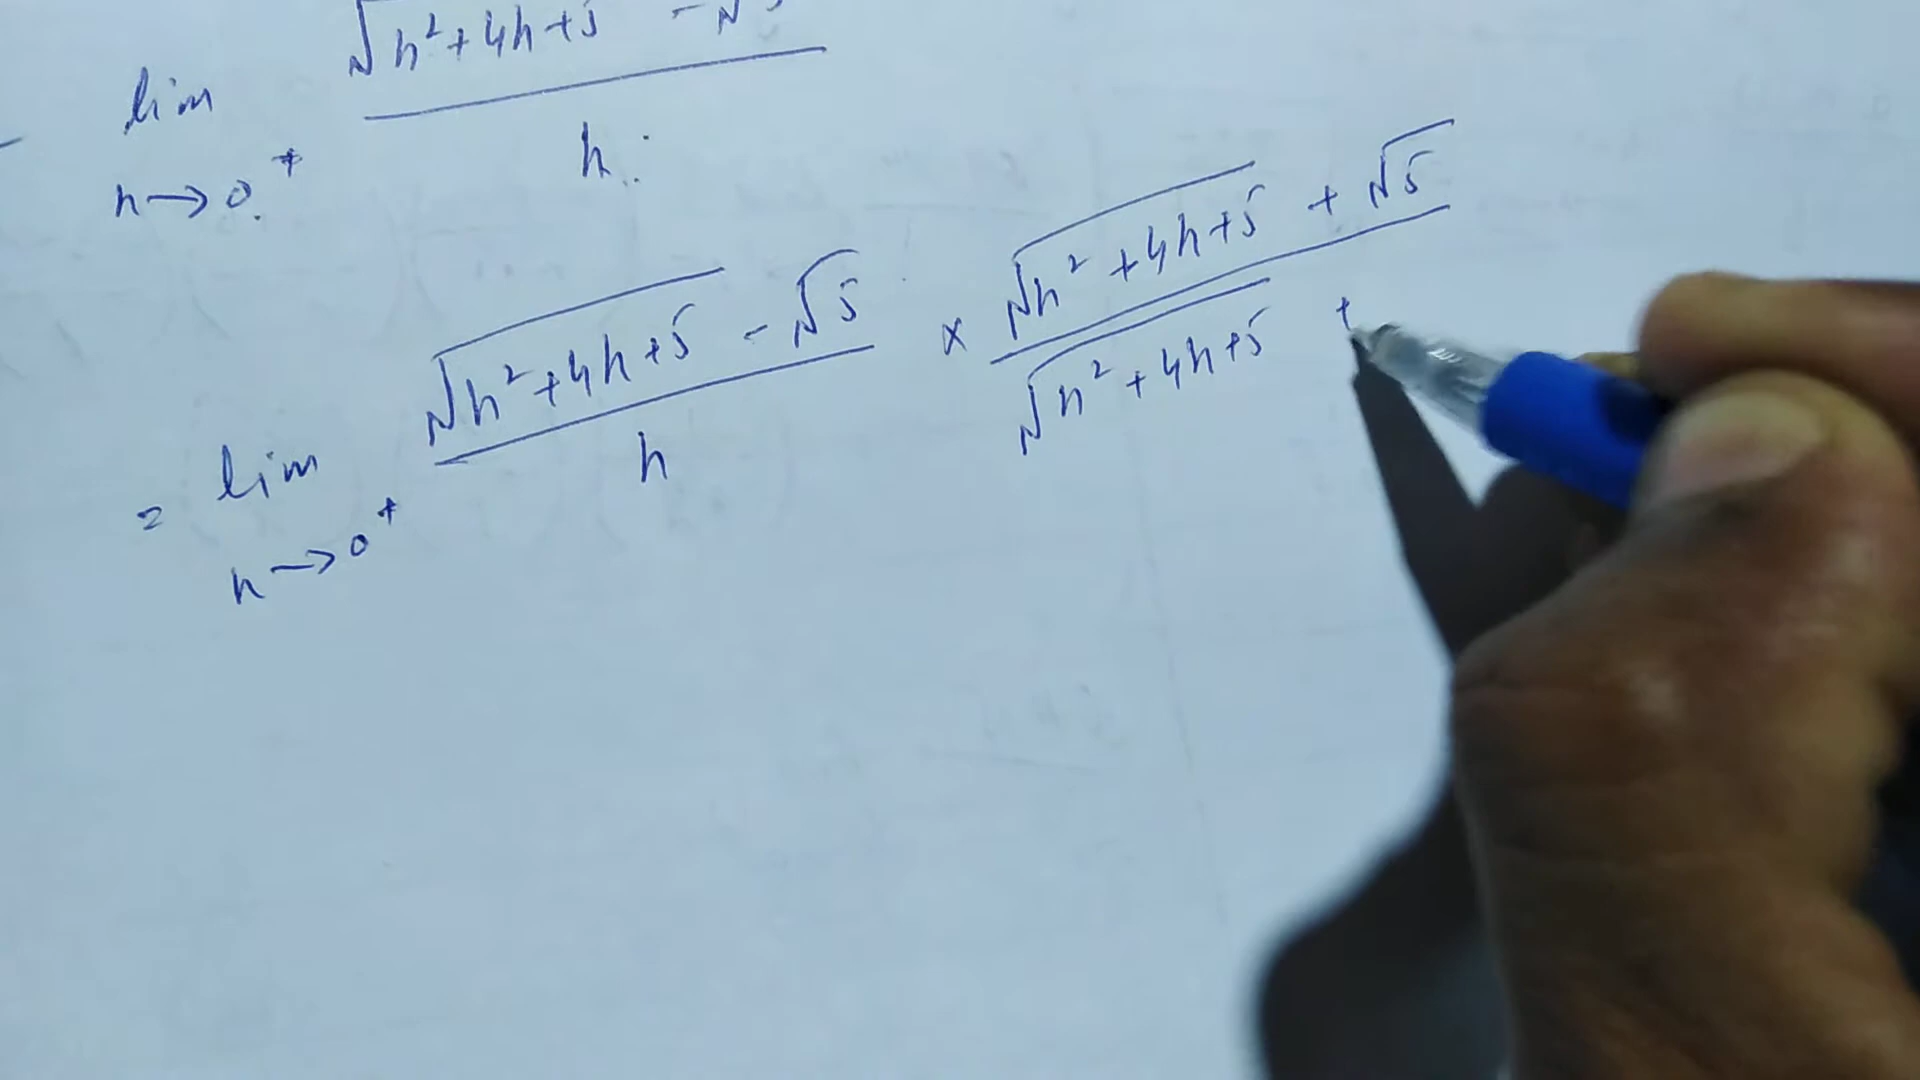 lim √h²+4h+5 - √5 / h
h→0⁺
= lim √h²+4h+5 - √5 / h × √h²+4h+5 + √5 / √h²+4h+5 +
h→0⁺